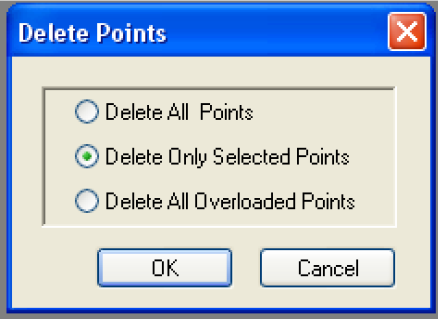 Delete Points
Delete All  Points
Delete Only Selected Points
Delete All Overloaded Points
OK
Cancel